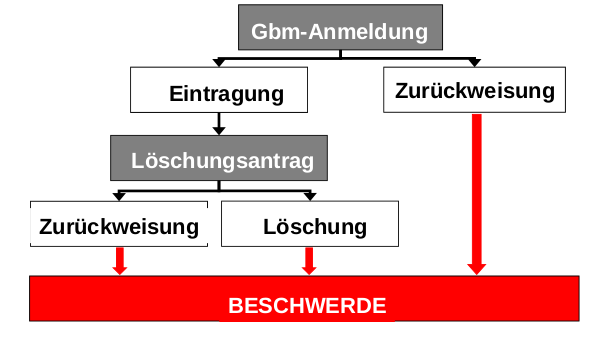 Gbm-Anmeldung
Eintragung
Zurückweisung
Löschungsantrag
Zurückweisung
Löschung
BESCHWERDE